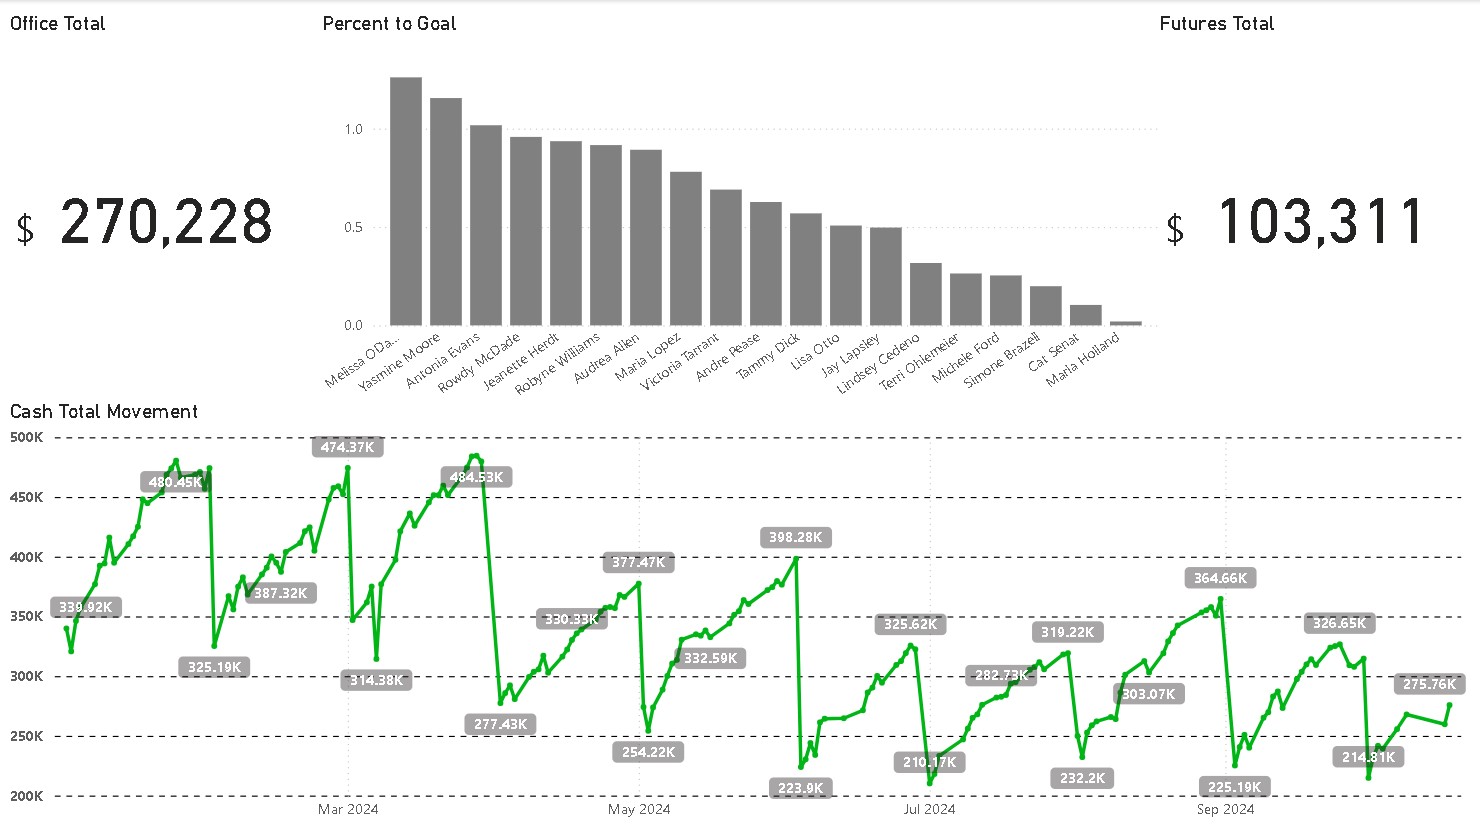 Office Total
Percent to Goal
Futures Total
1.0
0.5
0.0
$ 270,228
$ 103,311
Melissa ODa...
Yasmine Moore
Antonia Evans
Rowdy McDade
Jeanette Herdt
Robyne Williams
Audrea Allen
Maria Lopez
Victoria Tarrant
Andre Pease
Tammy Dick
Lisa Otto
Jay Lapsley
Lindsey Cedeno
Terri Ohlemeier
Michele Ford
Simone Brazell
Cat Senat
Marla Holland
Cash Total Movement
500K
450K
400K
350K
300K
250K
200K
339.92K
480.45K
325.19K
387.32K
474.37K
314.38K
484.53K
277.43K
330.33K
377.47K
254.22K
332.59K
398.28K
223.9K
325.62K
210.17K
282.73K
319.22K
232.2K
303.07K
364.66K
225.19K
326.65K
214.81K
275.76K
Mar 2024
May 2024
Jul 2024
Sep 2024